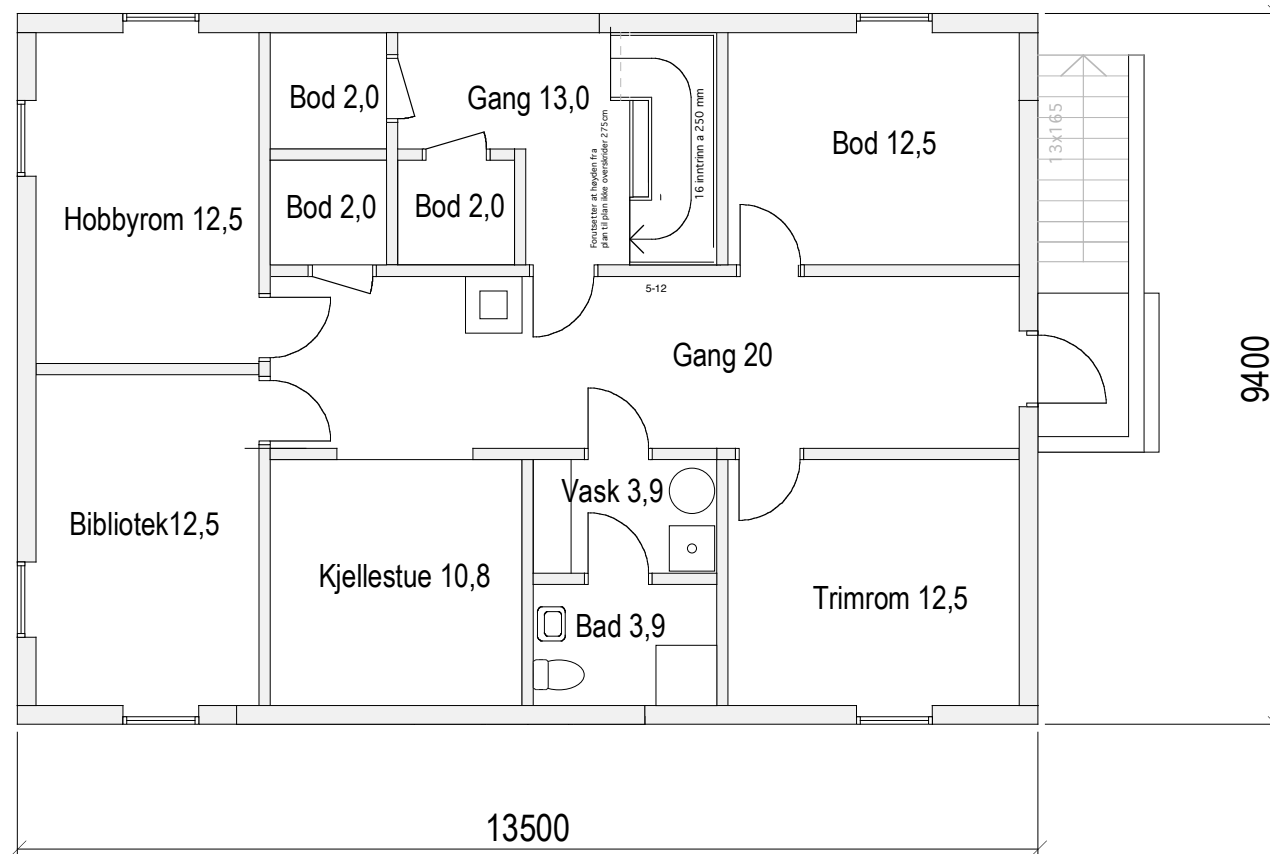 Bod 2,0
Gang 13,0
Hobbyrom 12,5
Bod 2,0
Bod 2,0
Forutsetter at høyden fra
plan til plan ikke overskrider 275cm
16 inntrinn a 250 mm
Bod 12,5
13x165
5-12
Gang 20
9400
Bibliotek12,5
Kjellestue 10,8
Vask 3,9
Bad 3,9
Trimrom 12,5
13500